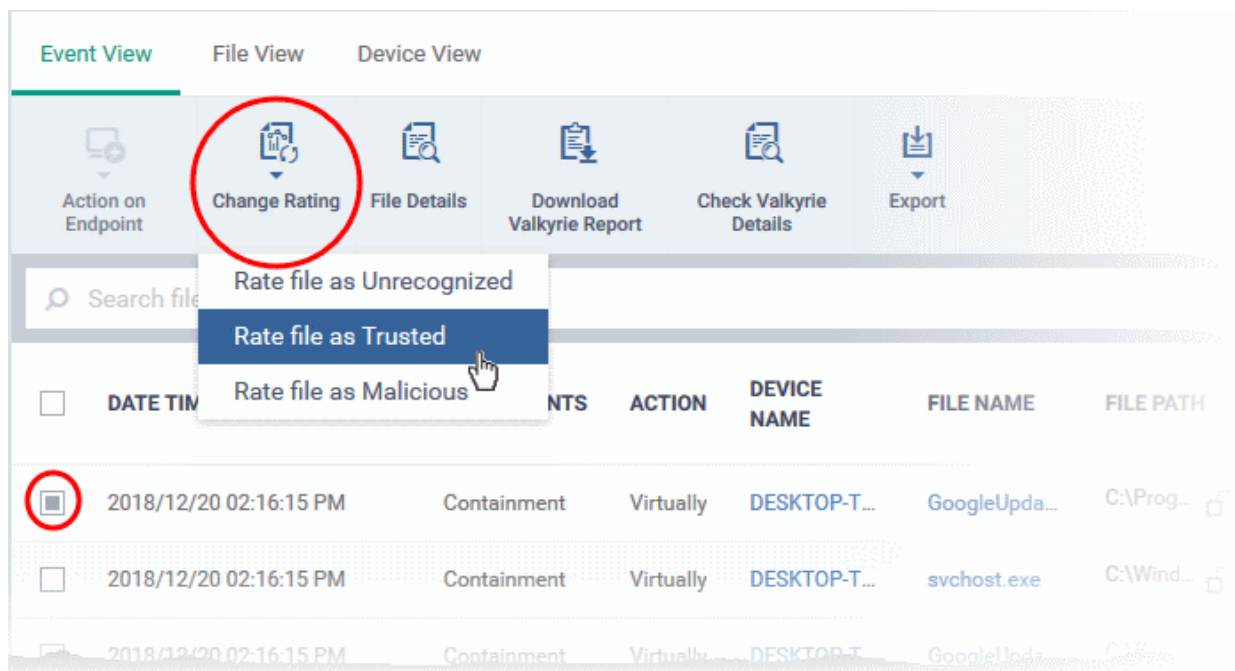 Event View File View Device View
Action on Endpoint
Change Rating
File Details
Download Valkyrie Report
Check Valkyrie Details
Export
Search file
Rate file as Unrecognized
Rate file as Trusted
Rate file as Malicious
DATE TIM NTS ACTION DEVICE NAME FILE NAME FILE PATH
2018/12/20 02:16:15 PM Containment Virtually DESKTOP-T... GoogleUpda... C:\Prog...
2018/12/20 02:16:15 PM Containment Virtually DESKTOP-T... svchost.exe C:\Wind...
2018/12/20 02:16:15 PM Containment Virtually DESKTOP-T... GoogleUpda...